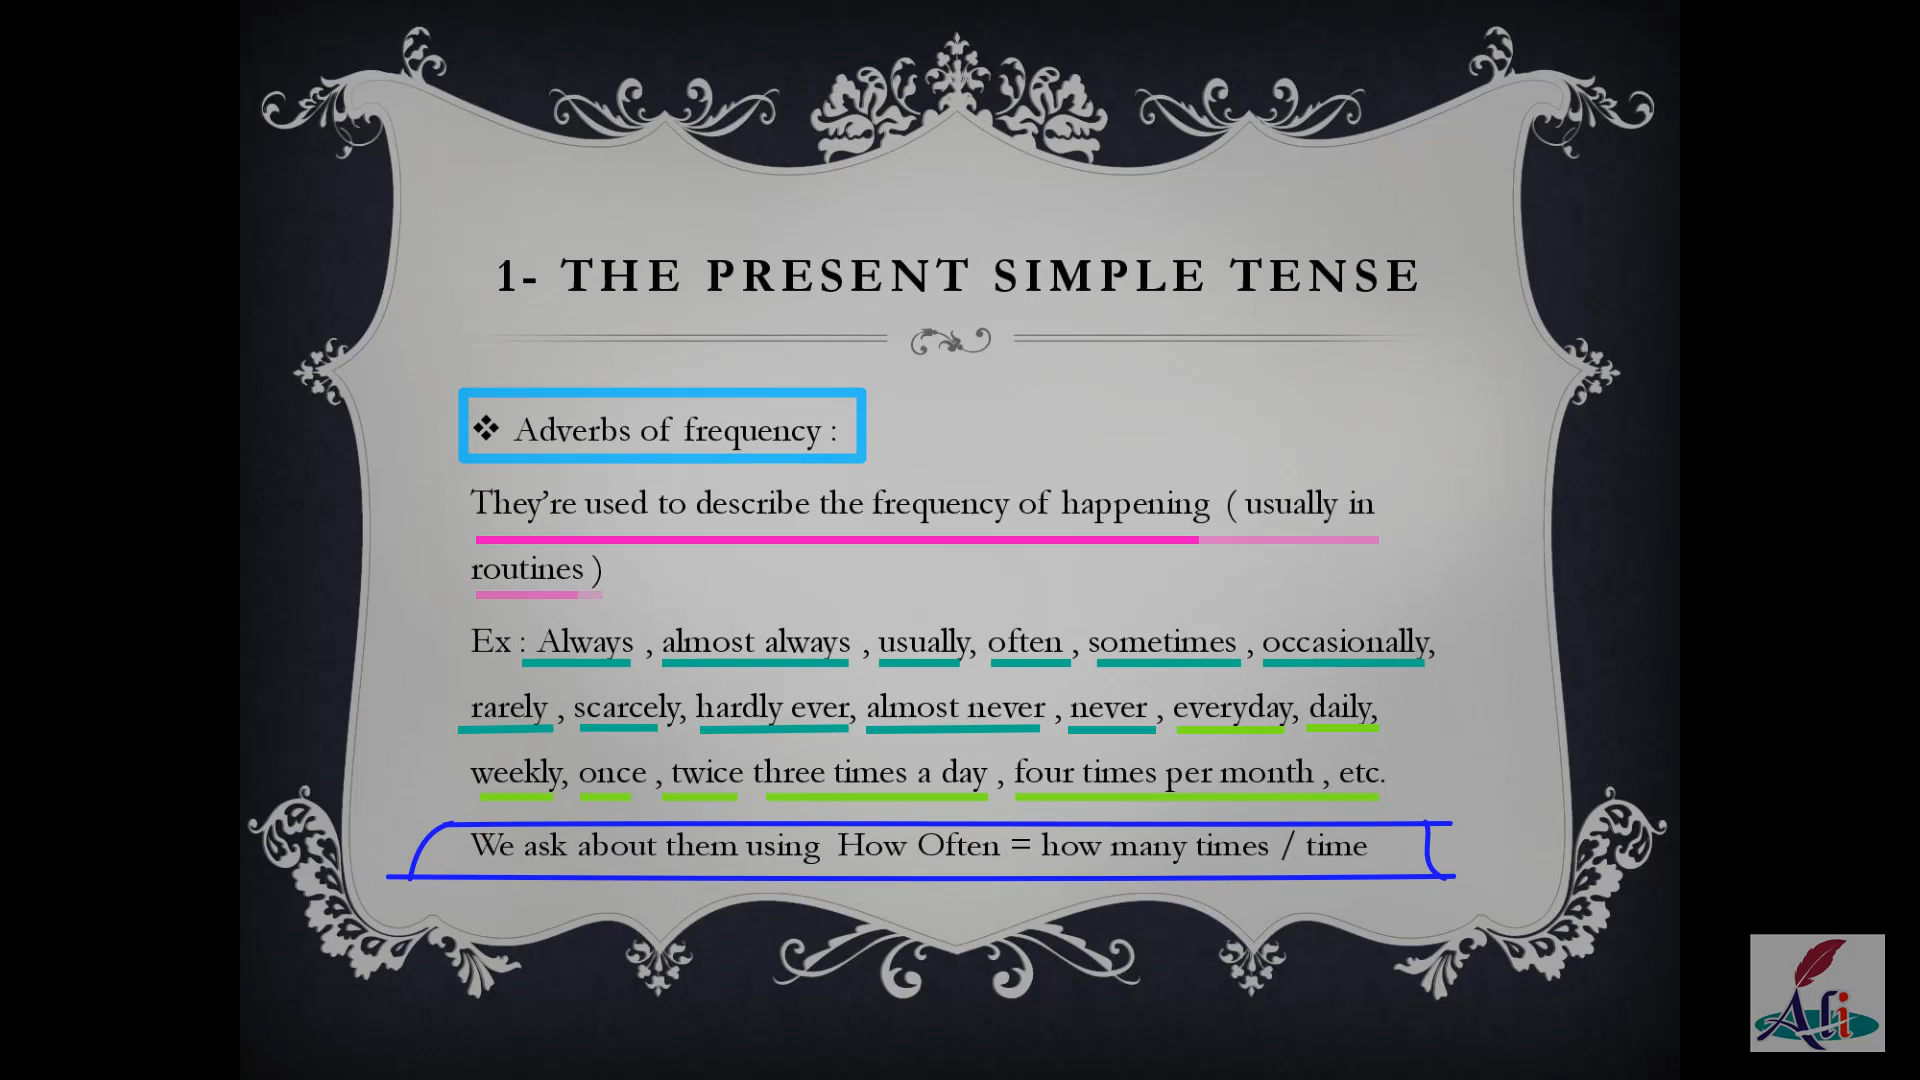 1- THE PRESENT SIMPLE TENSE
❖ Adverbs of frequency :
They're used to describe the frequency of happening ( usually in
routines )
Ex : Always , almost always , usually, often , sometimes , occasionally,
rarely , scarcely, hardly ever, almost never , never , everyday, daily,
weekly, once , twice three times a day , four times per month , etc.
We ask about them using How Often = how many times / time
Ali